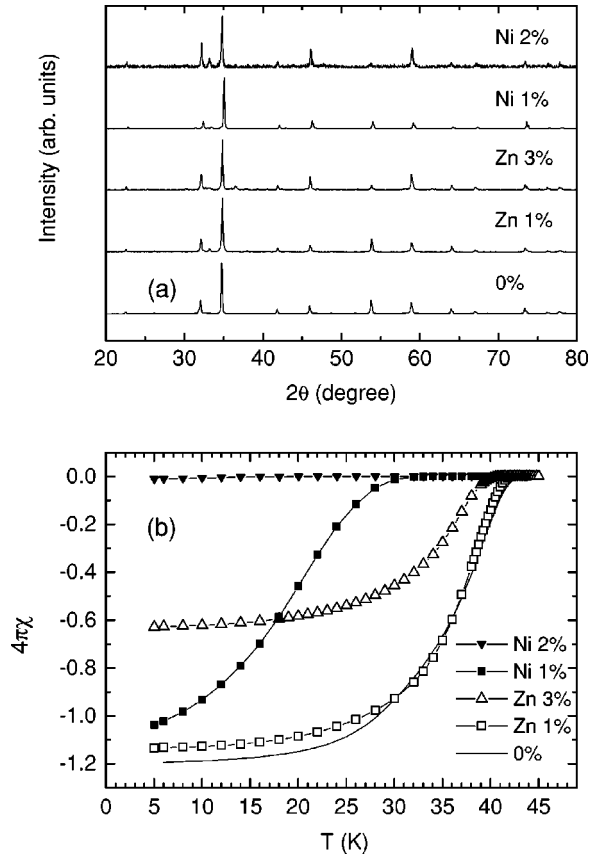 Ni 2%
Ni 1%
Zn 3%
Zn 1%
0%
(a)
Intensity (arb. units)
20 30 40 50 60 70 80
2θ (degree)
0.0
-0.2
-0.4
-0.6
-0.8
-1.0
-1.2
(b)
4πχ
Ni 2%
Ni 1%
Zn 3%
Zn 1%
0%
0 5 10 15 20 25 30 35 40 45
T (K)